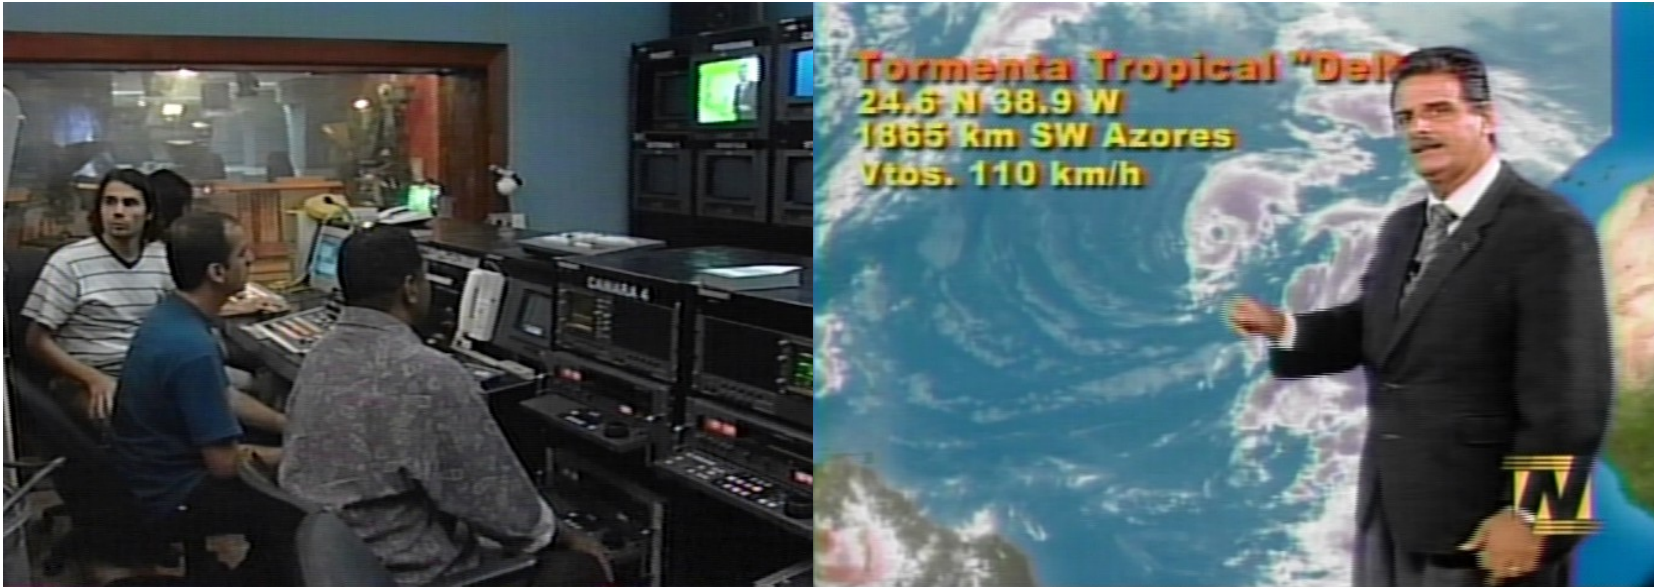 CAMARA 4
Tormenta Tropical "Del
24.6 N 38.9 W
1865 km SW Azores
Vtos. 110 km/h
N